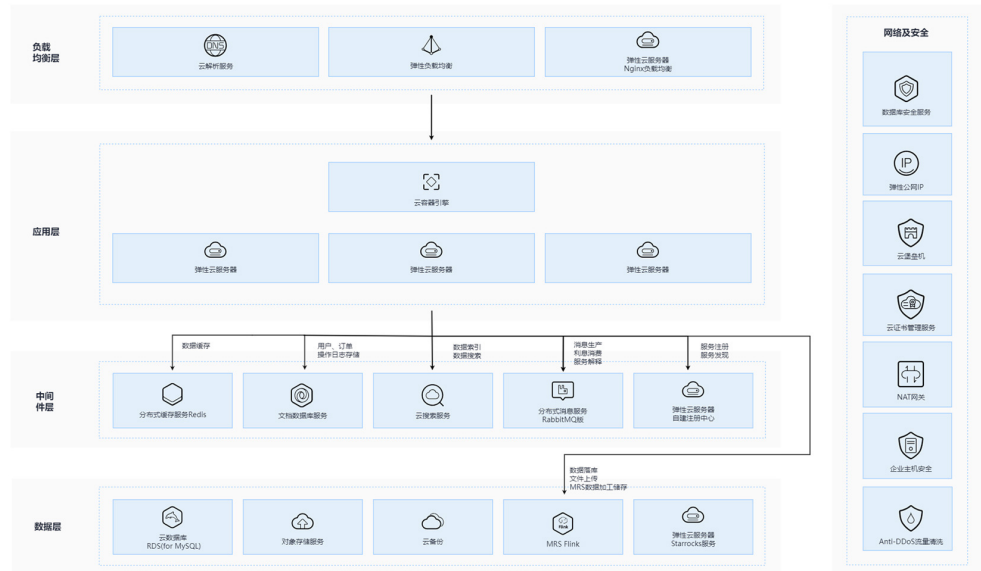 负载
均衡层
DNS
云解析服务
弹性负载均衡
弹性云服务器
Nginx负载均衡
应用层
云容器引擎
弹性云服务器
弹性云服务器
弹性云服务器
数据缓存
用户、订单
操作日志存储
数据索引
数据搜索
消息生产
利息消费
服务解释
服务注册
服务发现
中间
件层
分布式缓存服务Redis
文档数据库服务
云搜索服务
分布式消息服务
RabbitMQ版
弹性云服务器
自建注册中心
数据落库
文件上传
MRS数据加工储存
数据层
云数据库
RDS(for MySQL)
对象存储服务
云备份
Flink
MRS Flink
弹性云服务器
Starrocks服务
网络及安全
数据库安全服务
IP
弹性公网IP
云堡垒机
云证书管理服务
NAT网关
企业主机安全
Anti-DDoS流量清洗